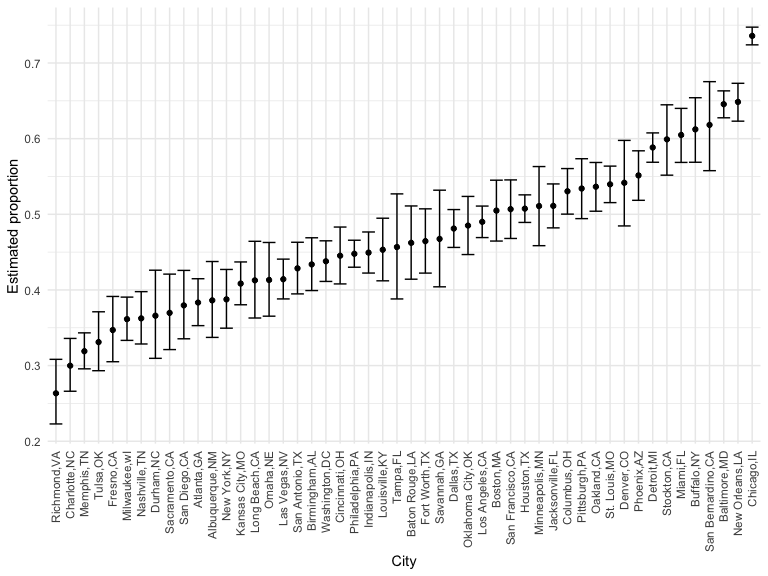 Estimated proportion
0.7
0.6
0.5
0.4
0.3
0.2
Richmond,VA
Charlotte,NC
Memphis,TN
Tulsa,OK
Fresno,CA
Milwaukee,wI
Nashville,TN
Durham,NC
Sacramento,CA
San Diego,CA
Atlanta,GA
Albuquerque,NM
New York,NY
Kansas City,MO
Long Beach,CA
Omaha,NE
Las Vegas,NV
San Antonio,TX
Birmingham,AL
Washington,DC
Cincinnati,OH
Philadelphia,PA
Indianapolis,IN
Louisville,KY
Tampa,FL
Baton Rouge,LA
Fort Worth,TX
Savannah,GA
Dallas,TX
Oklahoma City,OK
Los Angeles,CA
Boston,MA
San Francisco,CA
Houston,TX
Minneapolis,MN
Jacksonville,FL
Columbus,OH
Pittsburgh,PA
Oakland,CA
St. Louis,MO
Denver,CO
Phoenix,AZ
Detroit,MI
Stockton,CA
Miami,FL
Buffalo,NY
San Bernardino,CA
Baltimore,MD
New Orleans,LA
Chicago,IL
City